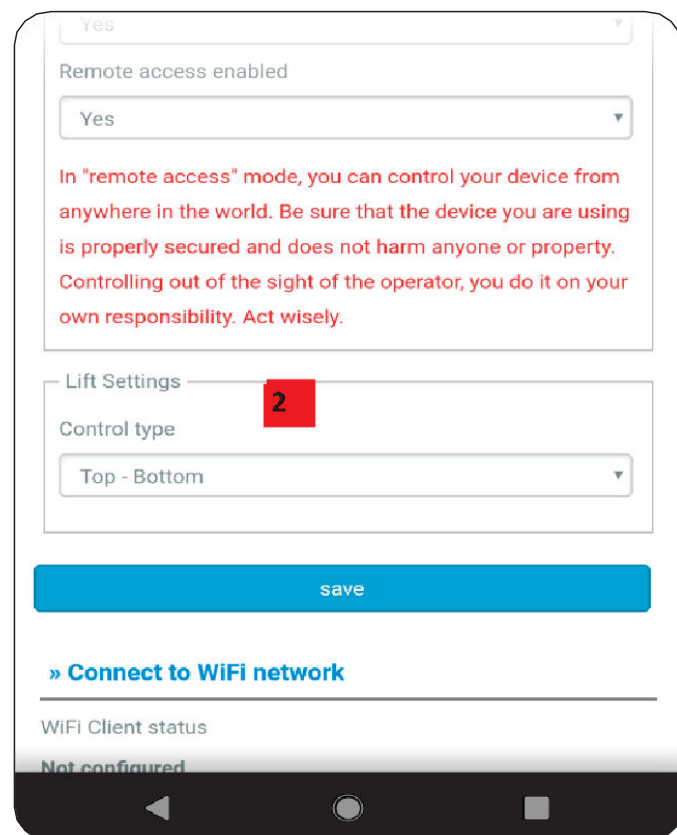 Yes
Remote access enabled
Yes
In "remote access" mode, you can control your device from
anywhere in the world. Be sure that the device you are using
is properly secured and does not harm anyone or property.
Controlling out of the sight of the operator, you do it on your
own responsibility. Act wisely.
Lift Settings
2
Control type
Top - Bottom
save
» Connect to WiFi network
WiFi Client status
Not configured